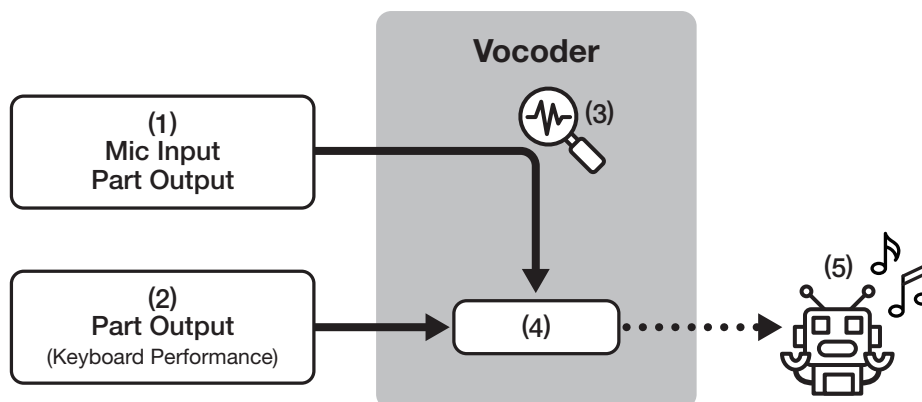 Vocoder
(1)
Mic Input
Part Output
(3)
(2)
Part Output
(Keyboard Performance)
(4)
(5)